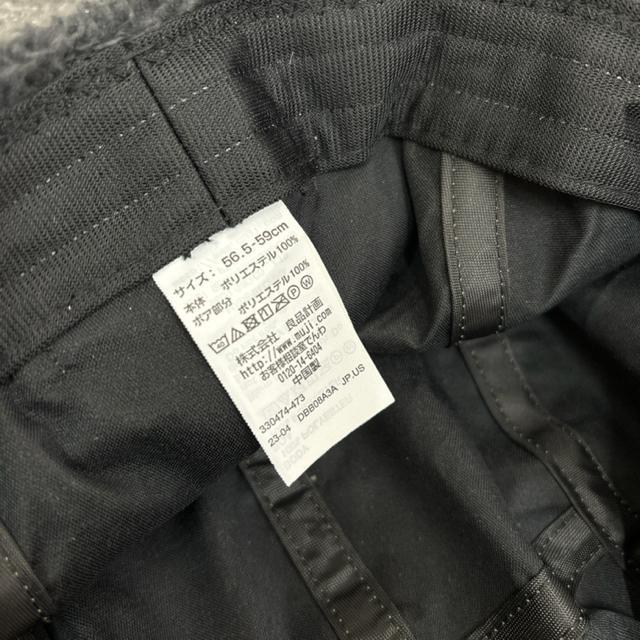 サイズ: 56.5-59cm
本体 ポリエステル100%
ボア部分 ポリエステル100%
株式会社 良品計画
http://www.muji.com
お客様相談室でんわ
0120-14-6404
中国製
330474-473
23-04 DBB08A3A JP.US